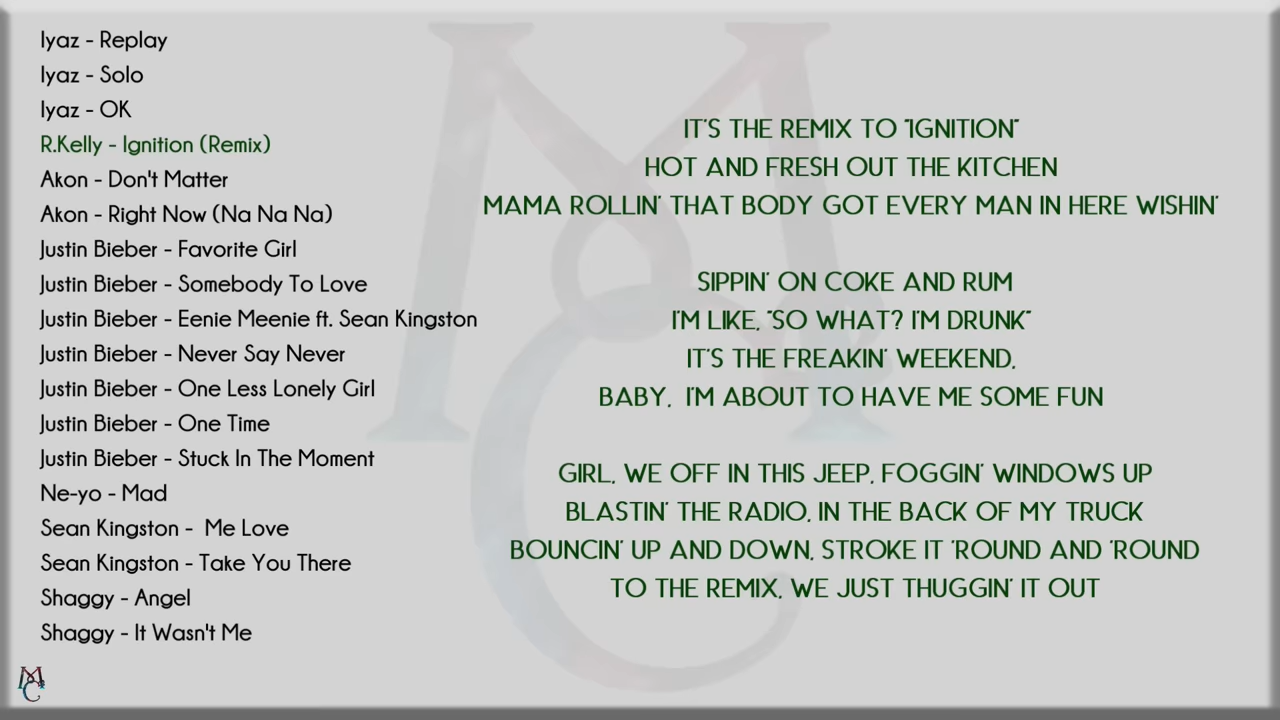 Iyaz - Replay
Iyaz - Solo
Iyaz - OK
R.Kelly - Ignition (Remix)
Akon - Don't Matter
Akon - Right Now (Na Na Na)
Justin Bieber - Favorite Girl
Justin Bieber - Somebody To Love
Justin Bieber - Eenie Meenie ft. Sean Kingston
Justin Bieber - Never Say Never
Justin Bieber - One Less Lonely Girl
Justin Bieber - One Time
Justin Bieber - Stuck In The Moment
Ne-yo - Mad
Sean Kingston -  Me Love
Sean Kingston - Take You There
Shaggy - Angel
Shaggy - It Wasn't Me
IT'S THE REMIX TO "IGNITION"
HOT AND FRESH OUT THE KITCHEN
MAMA ROLLIN' THAT BODY GOT EVERY MAN IN HERE WISHIN'
SIPPIN' ON COKE AND RUM
I'M LIKE, "SO WHAT? I'M DRUNK"
IT'S THE FREAKIN' WEEKEND,
BABY,  I'M ABOUT TO HAVE ME SOME FUN
GIRL, WE OFF IN THIS JEEP, FOGGIN' WINDOWS UP
BLASTIN' THE RADIO, IN THE BACK OF MY TRUCK
BOUNCIN' UP AND DOWN, STROKE IT 'ROUND AND 'ROUND
TO THE REMIX, WE JUST THUGGIN' IT OUT
MC